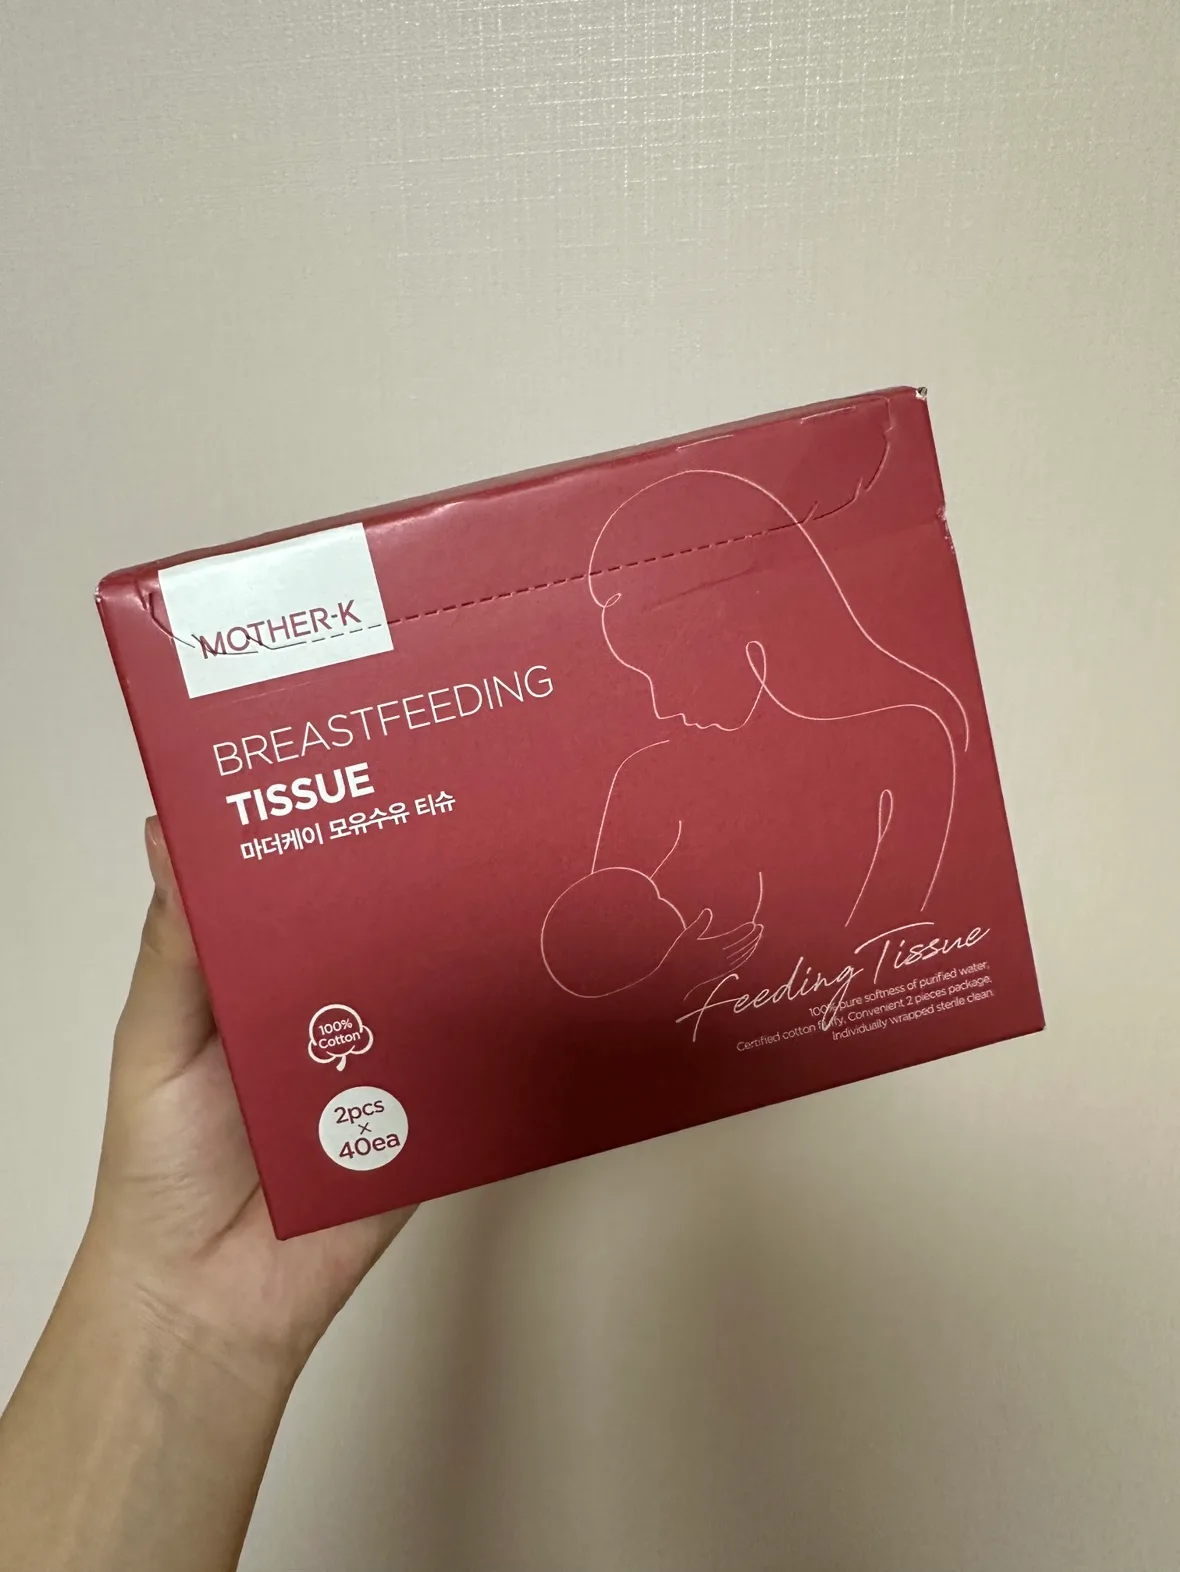 MOTHER-K
BREASTFEEDING
TISSUE
마더케이 모유수유 티슈
100%
Cotton
2pcs
×
40ea
Feeding Tissue
100% pure softness of purified water,
Certified cotton purity, Convenient 2 pieces package,
Individually wrapped sterile clean